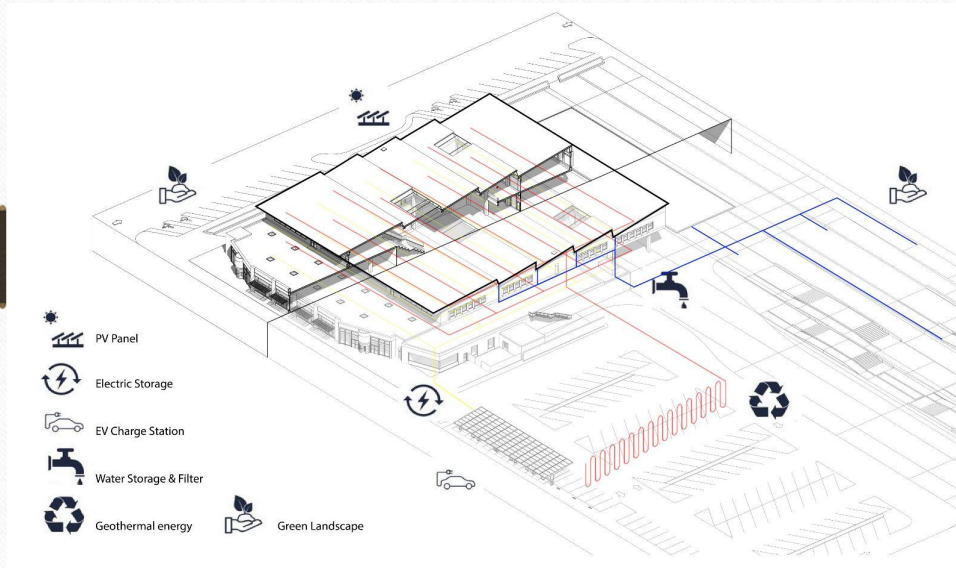 PV Panel
Electric Storage
EV Charge Station
Water Storage & Filter
Geothermal energy
Green Landscape